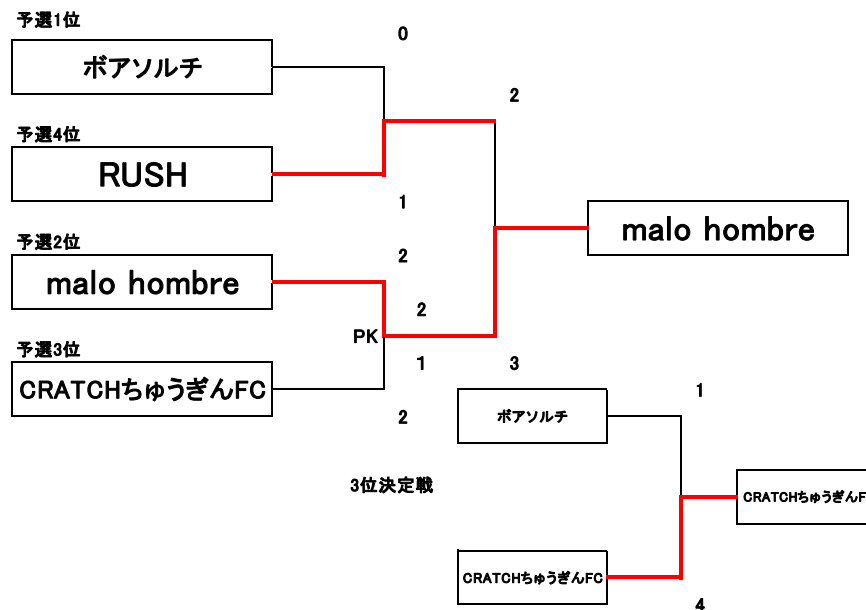 予選1位
0
ボアソルチ
2
予選4位
RUSH
1
malo hombre
予選2位
2
malo hombre
2
PK
予選3位
1
3
CRATCHちゅうぎんFC
1
2
ボアソルチ
3位決定戦
CRATCHちゅうぎんF
CRATCHちゅうぎんFC
4